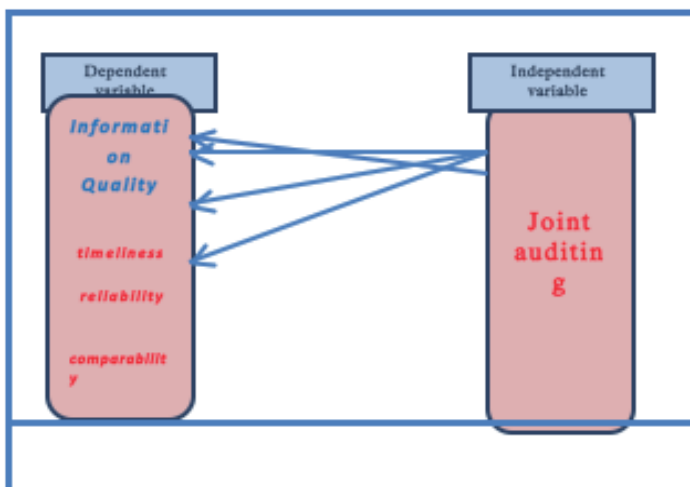 Dependent
variable
Informati
on
Quality
timeliness
reliability
comparabilit
y
Independent
variable
Joint
auditin
g